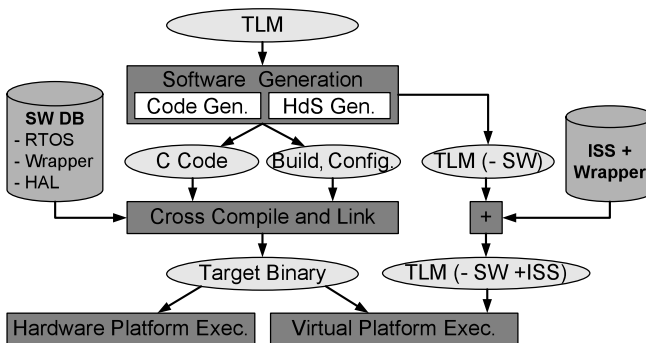 TLM
Software Generation
Code Gen.
HdS Gen.
SW DB
- RTOS
- Wrapper
- HAL
C Code
Build, Config.
TLM (- SW)
ISS +
Wrapper
Cross Compile and Link
+
Target Binary
TLM (- SW +ISS)
Hardware Platform Exec.
Virtual Platform Exec.